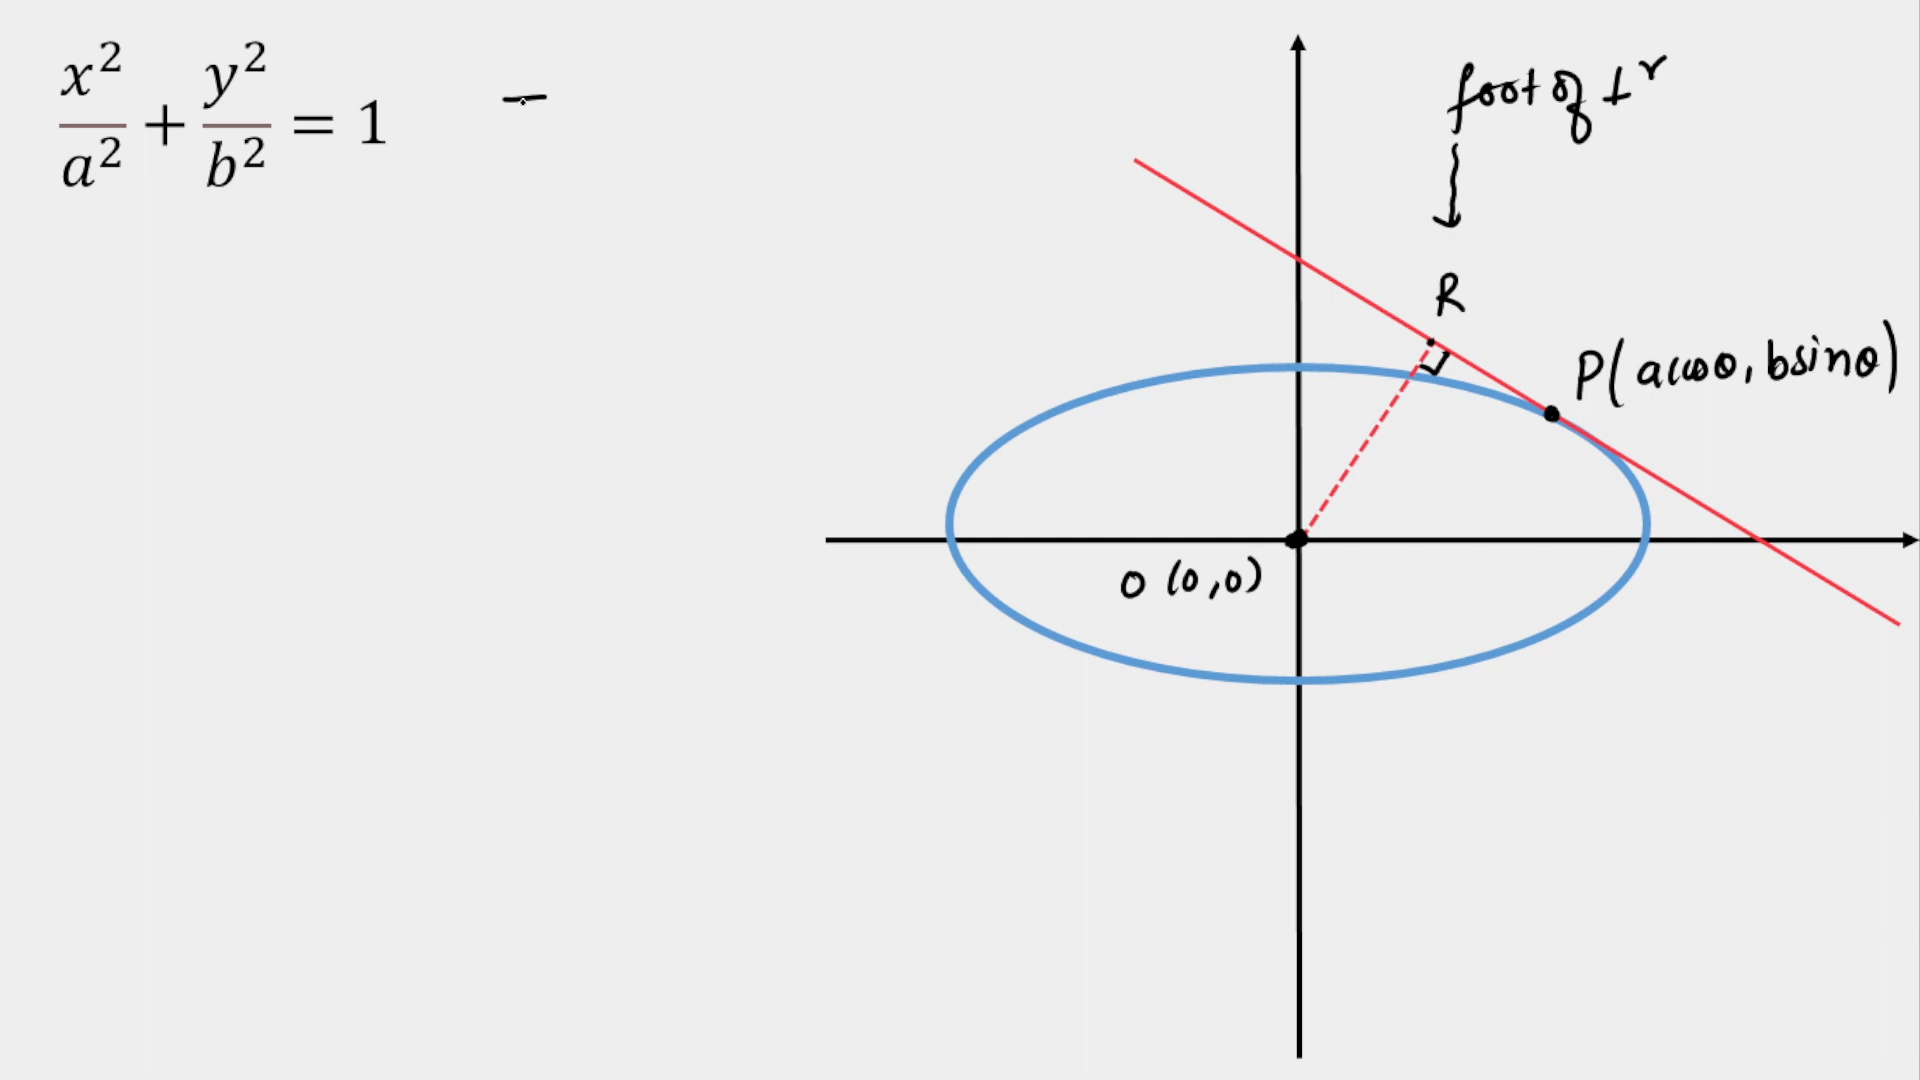 x²/a² + y²/b² = 1
foot of ⊥ʳ
R
P(acosθ, bsinθ)
O (0,0)